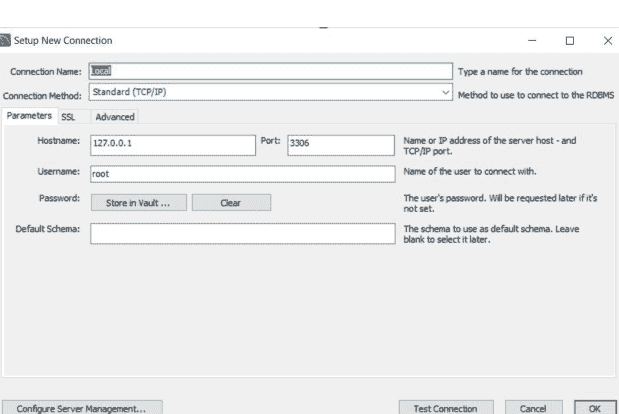 Setup New Connection
Connection Name: Local Type a name for the connection
Connection Method: Standard (TCP/IP) Method to use to connect to the RDBMS
Parameters SSL Advanced
Hostname: 127.0.0.1 Port: 3306 Name or IP address of the server host - and
TCP/IP port.
Username: root Name of the user to connect with.
Password: Store in Vault ... Clear The user's password. Will be requested later if it's
not set.
Default Schema: The schema to use as default schema. Leave
blank to select it later.
Configure Server Management... Test Connection Cancel OK